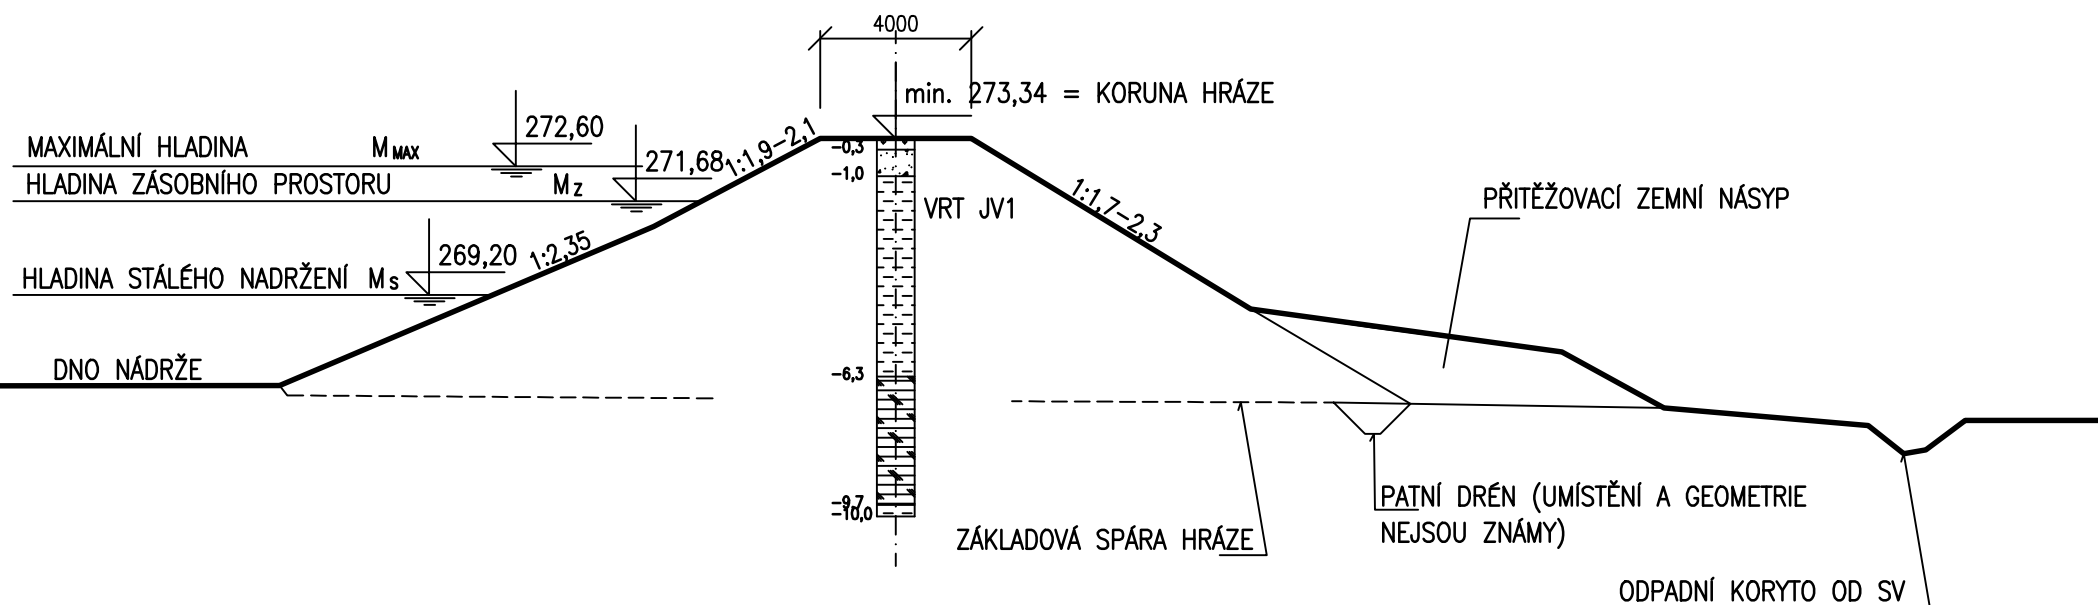 4000
min. 273,34 = KORUNA HRÁZE
272,60
MAXIMÁLNÍ HLADINA MMAX
271,68
1:1,9-2,1
HLADINA ZÁSOBNÍHO PROSTORU MZ
-0,3
-1,0
VRT JV1
1:1,7-2,3
PŘITĚŽOVACÍ ZEMNÍ NÁSYP
269,20
1:2,35
HLADINA STÁLÉHO NADRŽENÍ MS
DNO NÁDRŽE
-6,3
-9,7
-10,0
PATNÍ DRÉN (UMÍSTĚNÍ A GEOMETRIE
NEJSOU ZNÁMY)
ZÁKLADOVÁ SPÁRA HRÁZE
ODPADNÍ KORYTO OD SV